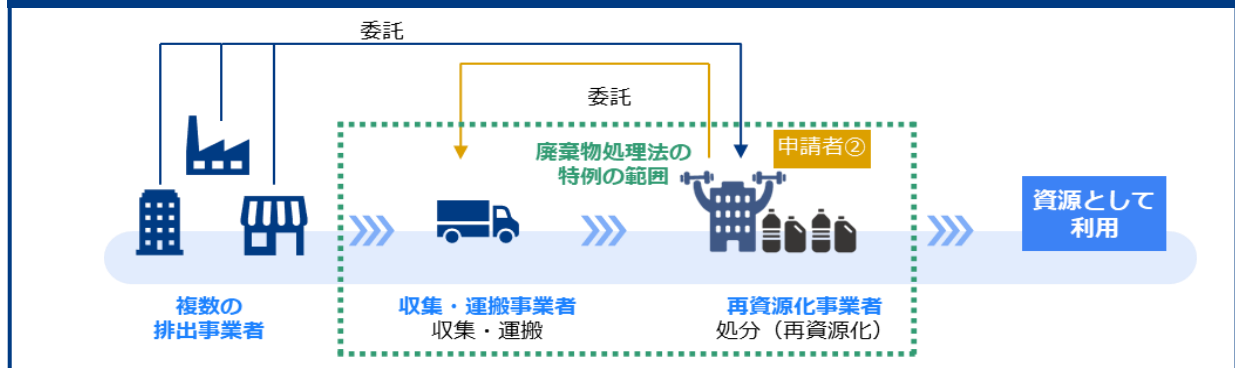 委託
委託
廃棄物処理法の
特例の範囲
申請者②
資源として
利用
複数の
排出事業者
収集・運搬事業者
収集・運搬
再資源化事業者
処分（再資源化）